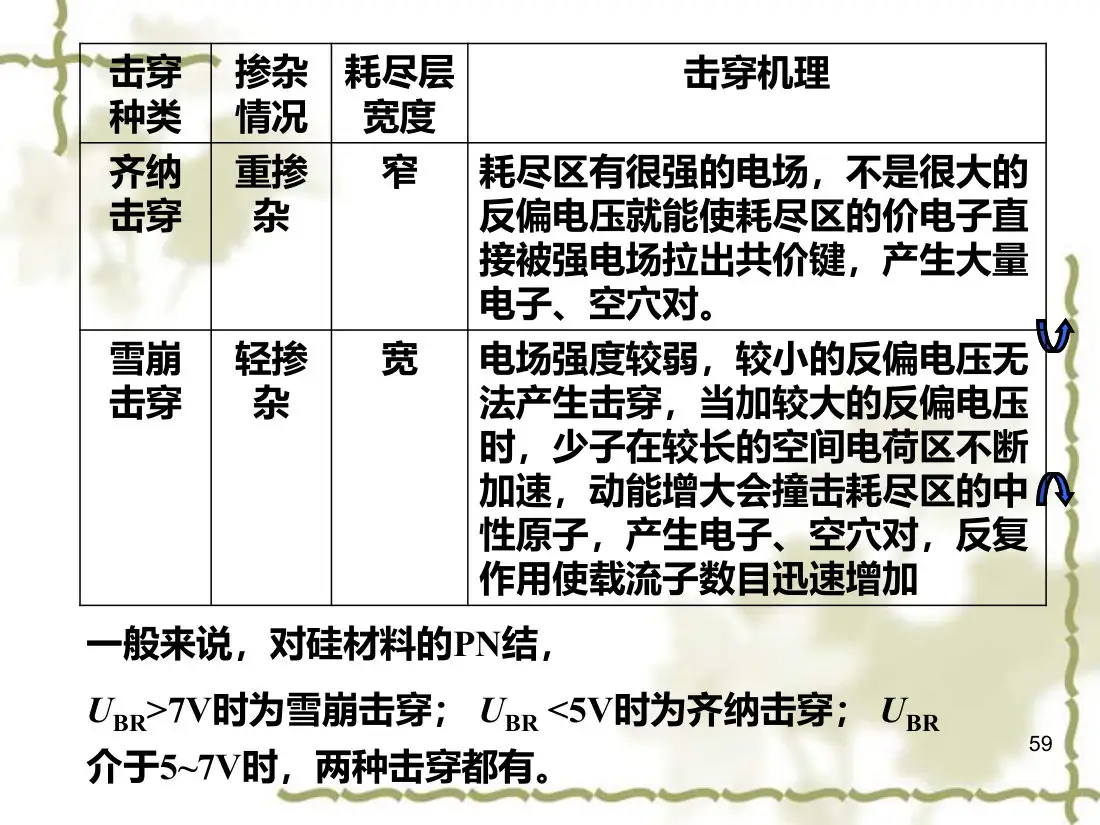 击穿
种类
掺杂
情况
耗尽层
宽度
击穿机理
齐纳
击穿
重掺
杂
窄
耗尽区有很强的电场，不是很大的
反偏电压就能使耗尽区的价电子直
接被强电场拉出共价键，产生大量
电子、空穴对。
雪崩
击穿
轻掺
杂
宽
电场强度较弱，较小的反偏电压无
法产生击穿，当加较大的反偏电压
时，少子在较长的空间电荷区不断
加速，动能增大会撞击耗尽区的中
性原子，产生电子、空穴对，反复
作用使载流子数目迅速增加
一般来说，对硅材料的PN结，
UBR>7V时为雪崩击穿； UBR <5V时为齐纳击穿； UBR
介于5~7V时，两种击穿都有。
59